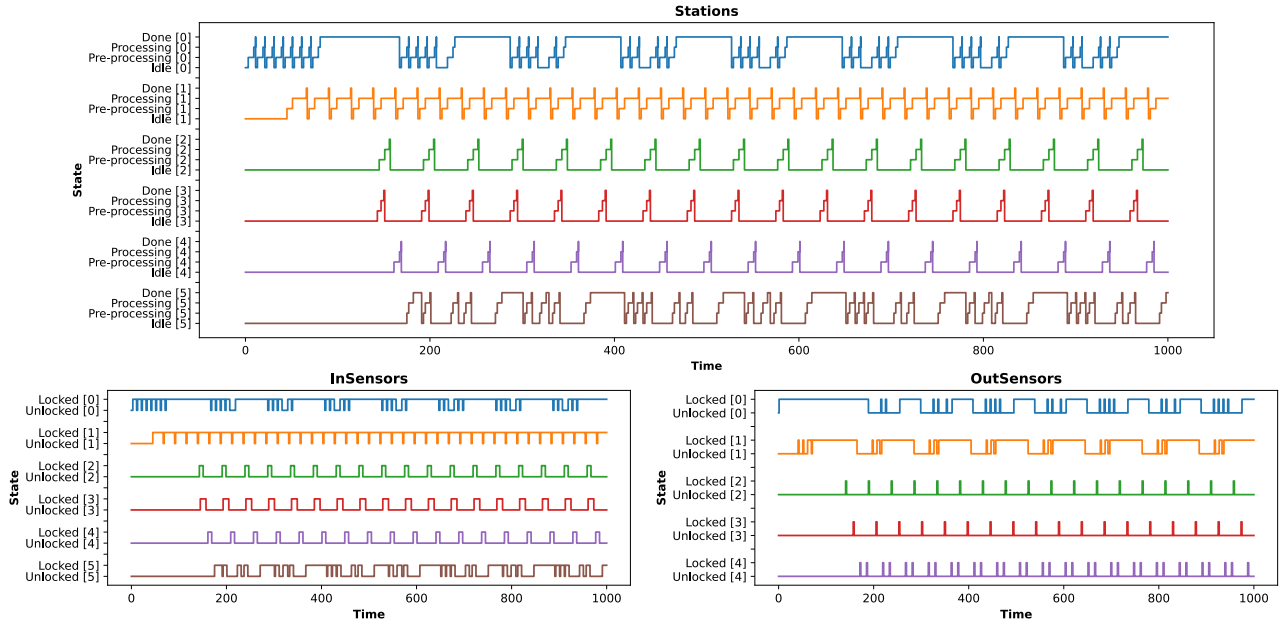 Stations
Done [0]
Processing [0]
Pre-processing [0]
Idle [0]
Done [1]
Processing [1]
Pre-processing [1]
Idle [1]
Done [2]
Processing [2]
Pre-processing [2]
Idle [2]
Done [3]
Processing [3]
Pre-processing [3]
Idle [3]
Done [4]
Processing [4]
Pre-processing [4]
Idle [4]
Done [5]
Processing [5]
Pre-processing [5]
Idle [5]
State
0 200 400 600 800 1000
Time
InSensors
Locked [0]
Unlocked [0]
Locked [1]
Unlocked [1]
Locked [2]
Unlocked [2]
Locked [3]
Unlocked [3]
Locked [4]
Unlocked [4]
Locked [5]
Unlocked [5]
State
0 200 400 600 800 1000
Time
OutSensors
Locked [0]
Unlocked [0]
Locked [1]
Unlocked [1]
Locked [2]
Unlocked [2]
Locked [3]
Unlocked [3]
Locked [4]
Unlocked [4]
State
0 200 400 600 800 1000
Time